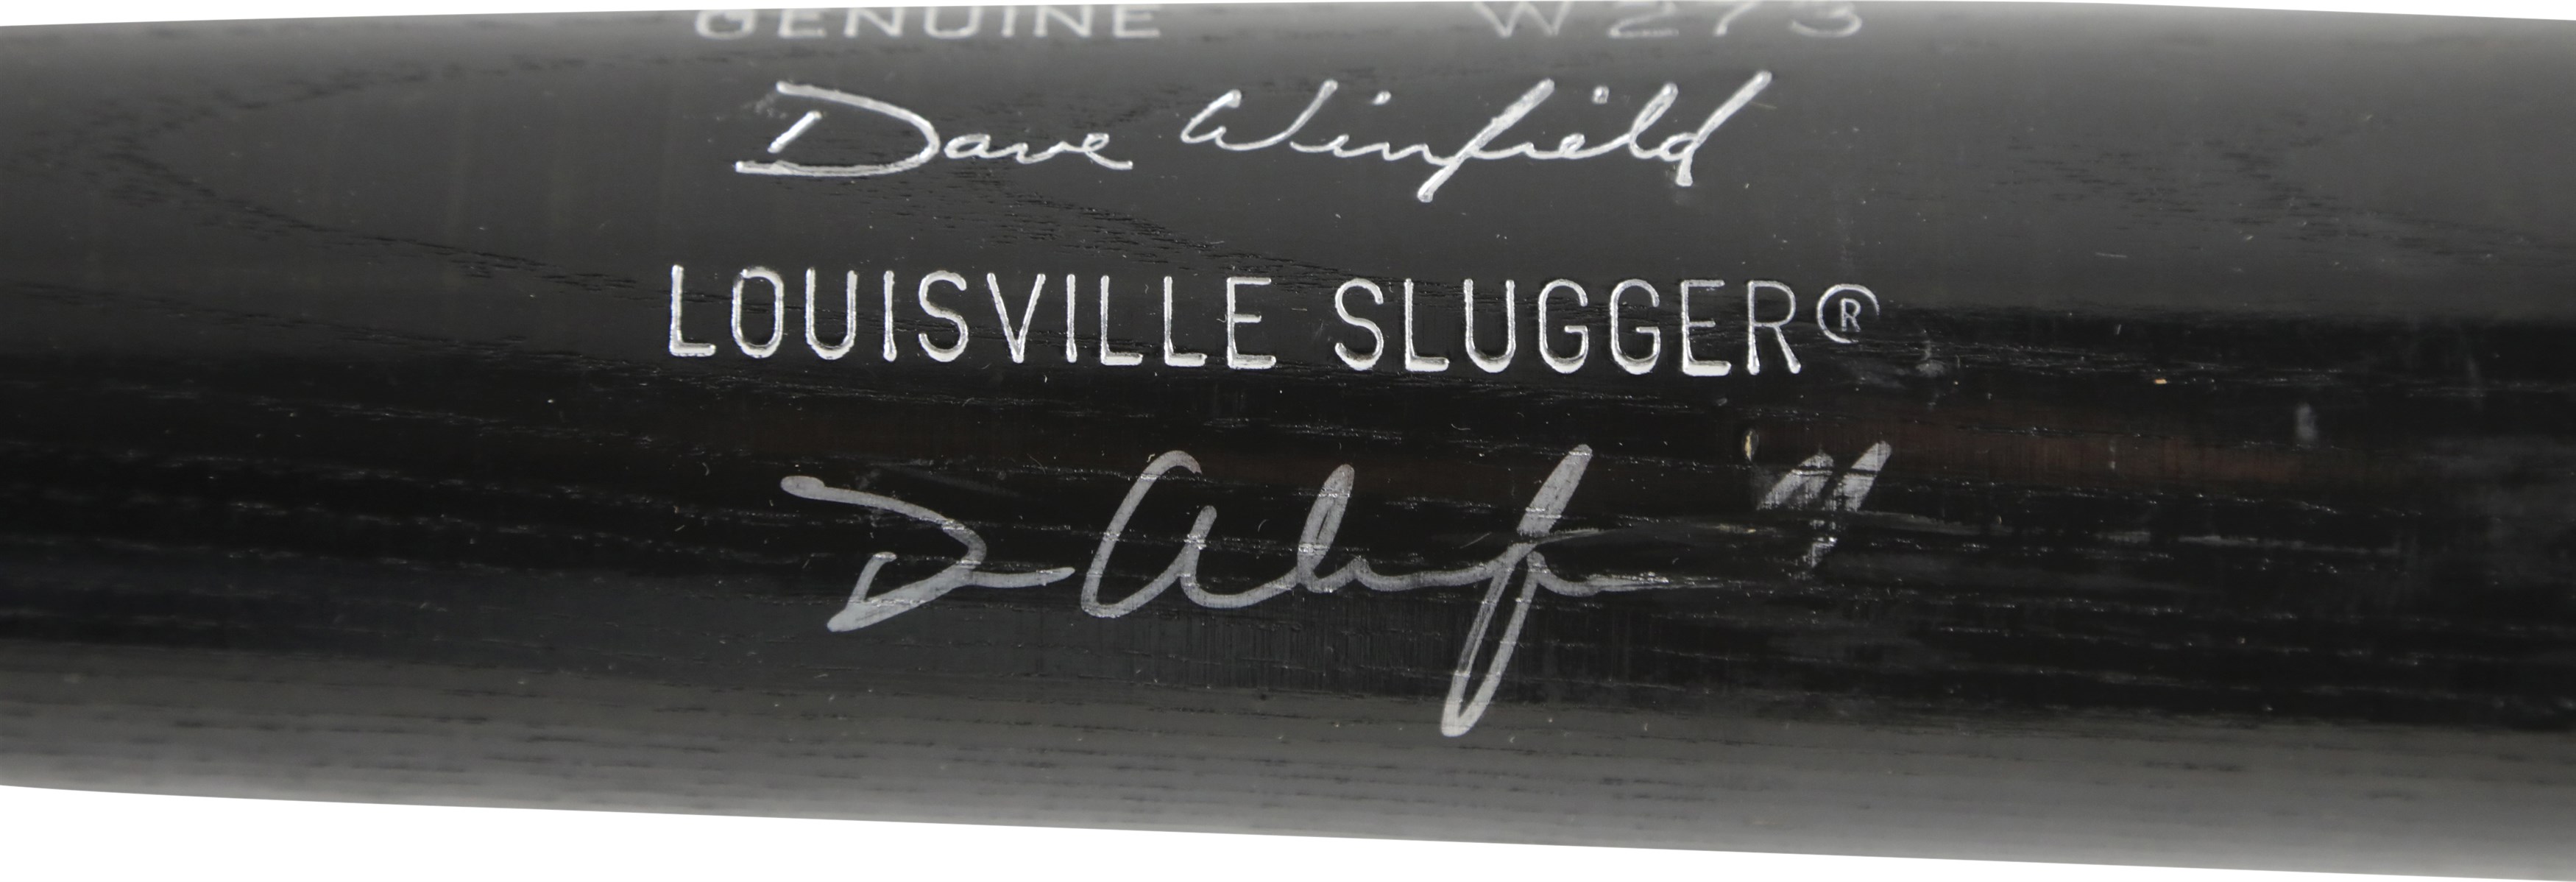 GENUINE W273
Dave Winfield
LOUISVILLE SLUGGER®